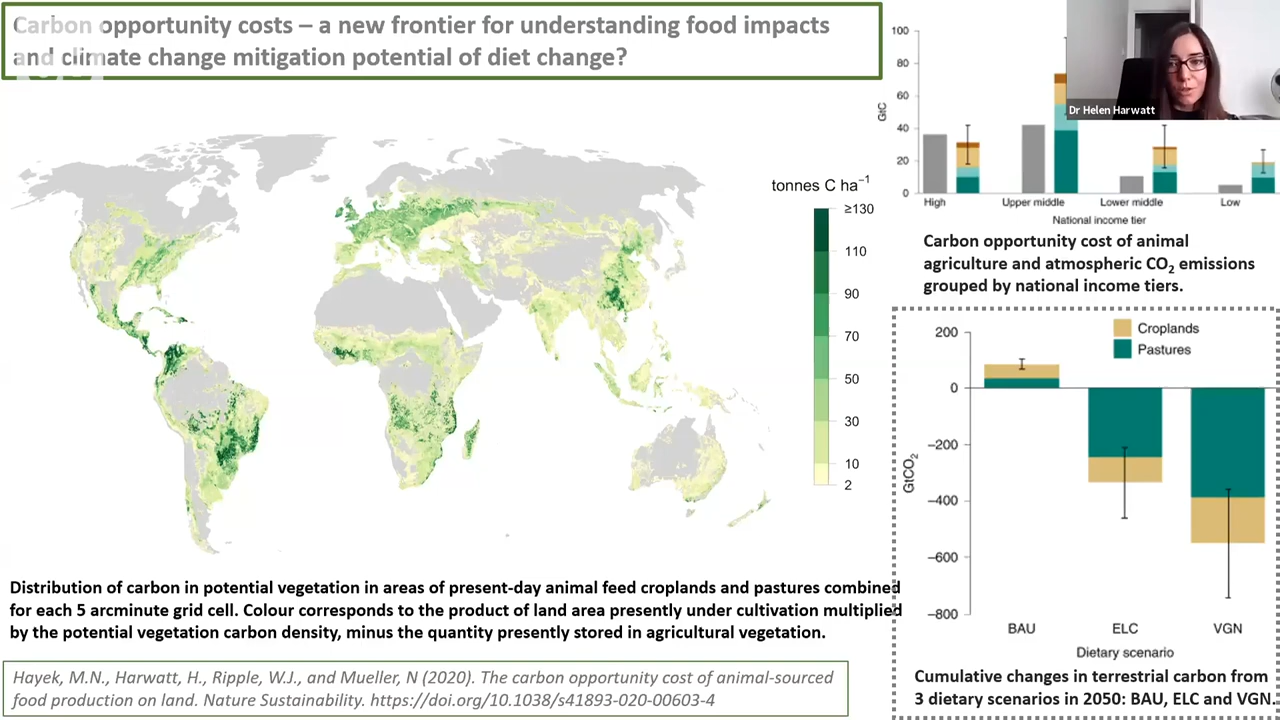 Carbon opportunity costs – a new frontier for understanding food impacts
and climate change mitigation potential of diet change?
tonnes C ha⁻¹
≥130
110
90
70
50
30
10
2
Distribution of carbon in potential vegetation in areas of present-day animal feed croplands and pastures combined
for each 5 arcminute grid cell. Colour corresponds to the product of land area presently under cultivation multiplied
by the potential vegetation carbon density, minus the quantity presently stored in agricultural vegetation.
Hayek, M.N., Harwatt, H., Ripple, W.J., and Mueller, N (2020). The carbon opportunity cost of animal-sourced
food production on land. Nature Sustainability. https://doi.org/10.1038/s41893-020-00603-4
Dr Helen Harwatt
GtC
100
80
60
40
20
0
High Upper middle Lower middle Low
National income tier
Carbon opportunity cost of animal
agriculture and atmospheric CO₂ emissions
grouped by national income tiers.
Croplands
Pastures
GtCO₂
200
0
−200
−400
−600
−800
BAU ELC VGN
Dietary scenario
Cumulative changes in terrestrial carbon from
3 dietary scenarios in 2050: BAU, ELC and VGN.